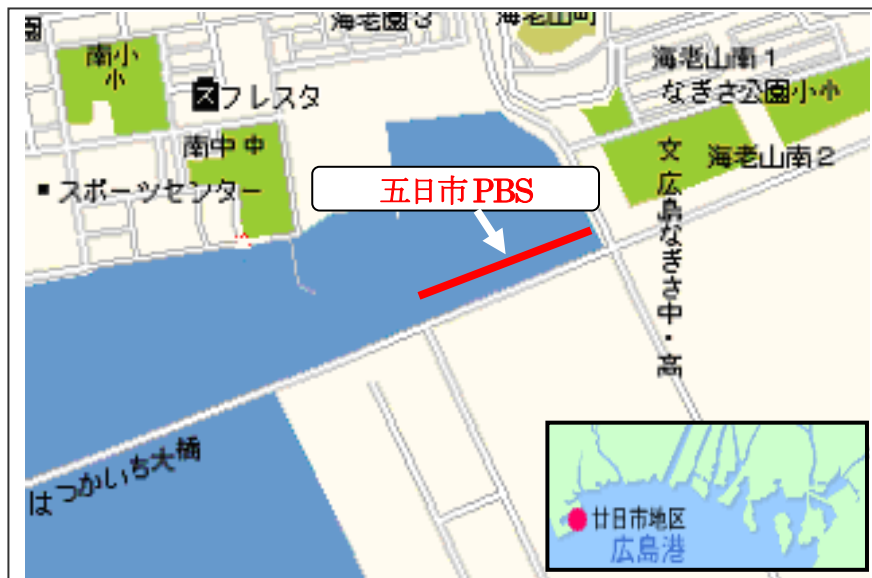 海老園3
海老山町
南小
小
ス フレスタ
海老山南1
なぎさ公園小 小
南中 中
海老山南2
スポーツセンター
五日市PBS
文 広島なぎさ中・高
はつかいち大橋
廿日市地区
広島港